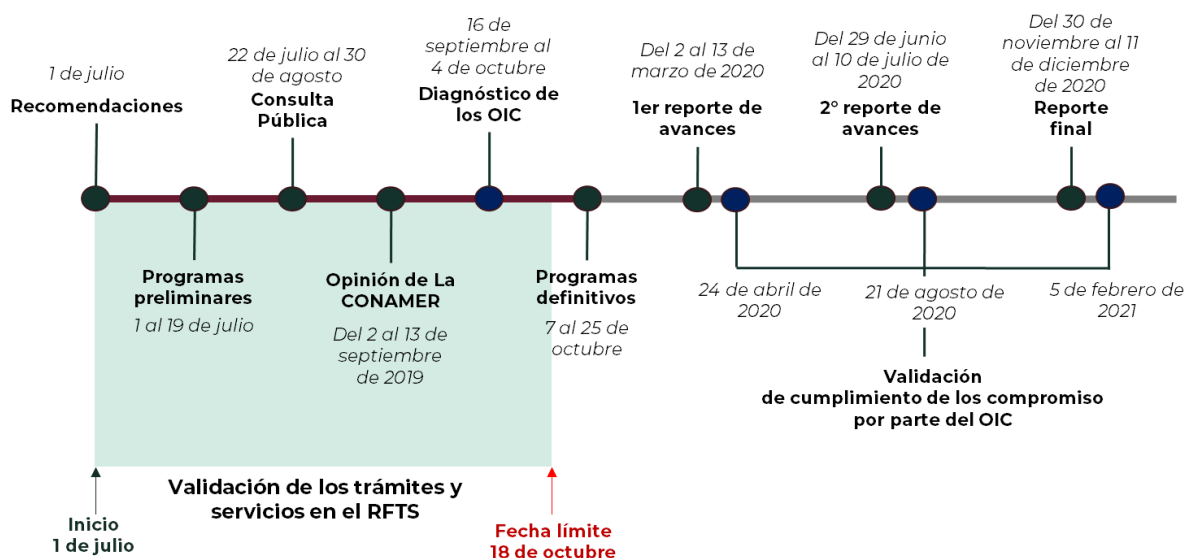 1 de julio
Recomendaciones
22 de julio al 30
de agosto
Consulta
Pública
16 de
septiembre al
4 de octubre
Diagnóstico de
los OIC
Del 2 al 13 de
marzo de 2020
1er reporte de
avances
Del 29 de junio
al 10 de julio de
2020
2° reporte de
avances
Del 30 de
noviembre al 11
de diciembre
de 2020
Reporte
final
Programas
preliminares
1 al 19 de julio
Opinión de La
CONAMER
Del 2 al 13 de
septiembre
de 2019
Programas
definitivos
7 al 25 de
octubre
24 de abril de
2020
21 de agosto de
2020
5 de febrero de
2021
Validación
de cumplimiento de los compromiso
por parte del OIC
Validación de los trámites y
servicios en el RFTS
Inicio
1 de julio
Fecha límite
18 de octubre